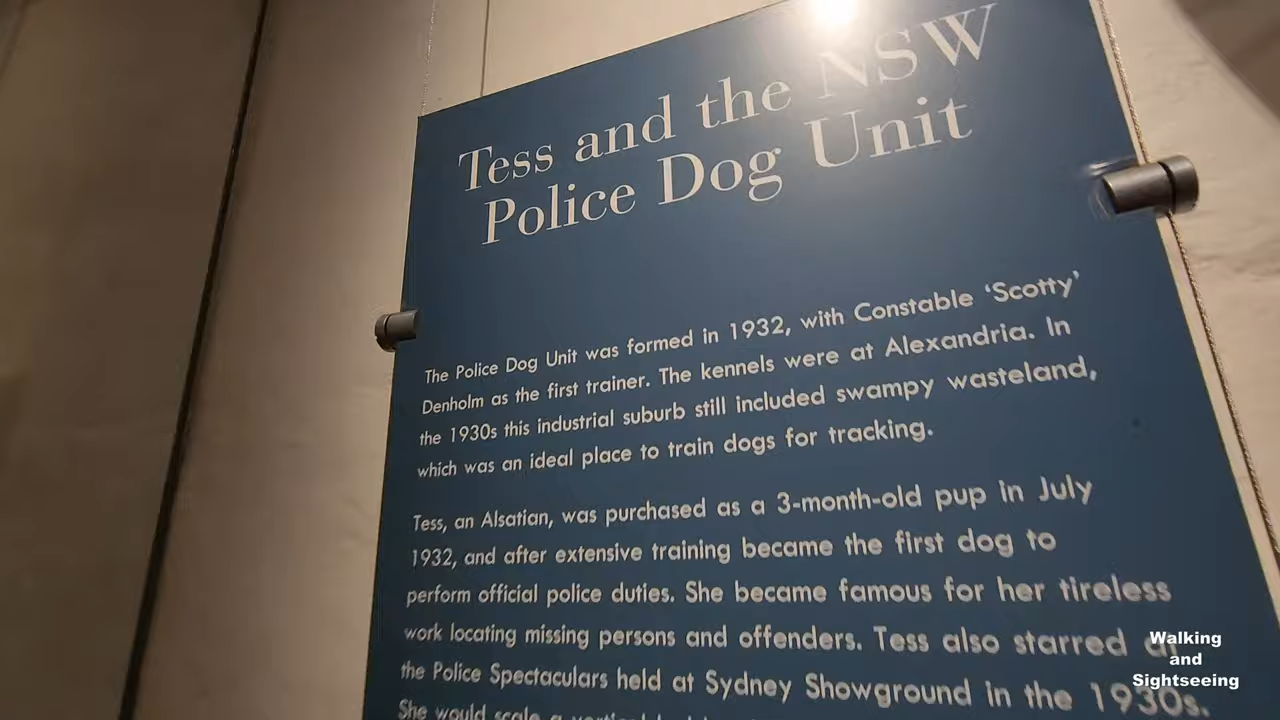 Tess and the NSW
Police Dog Unit
The Police Dog Unit was formed in 1932, with Constable ‘Scotty’
Denholm as the first trainer. The kennels were at Alexandria. In
the 1930s this industrial suburb still included swampy wasteland,
which was an ideal place to train dogs for tracking.
Tess, an Alsatian, was purchased as a 3-month-old pup in July
1932, and after extensive training became the first dog to
perform official police duties. She became famous for her tireless
work locating missing persons and offenders. Tess also starred at
the Police Spectaculars held at Sydney Showground in the 1930s.
She would scale a
Walking
and
Sightseeing